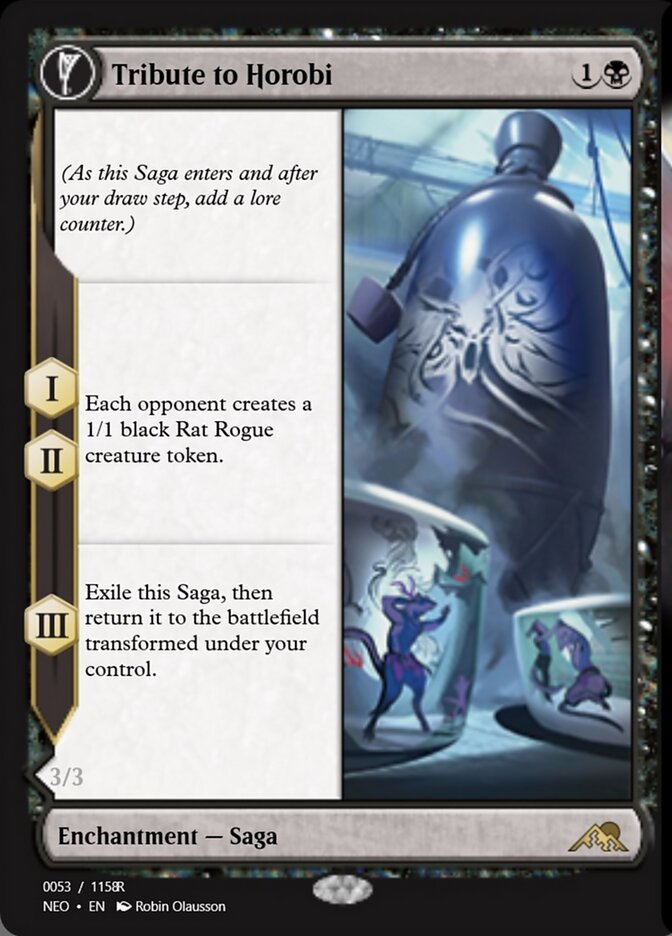 Tribute to Horobi 1
(As this Saga enters and after
your draw step, add a lore
counter.)
I
II
Each opponent creates a
1/1 black Rat Rogue
creature token.
III
Exile this Saga, then
return it to the battlefield
transformed under your
control.
3/3
Enchantment — Saga
0053 / 1158R
NEO • EN Robin Olausson